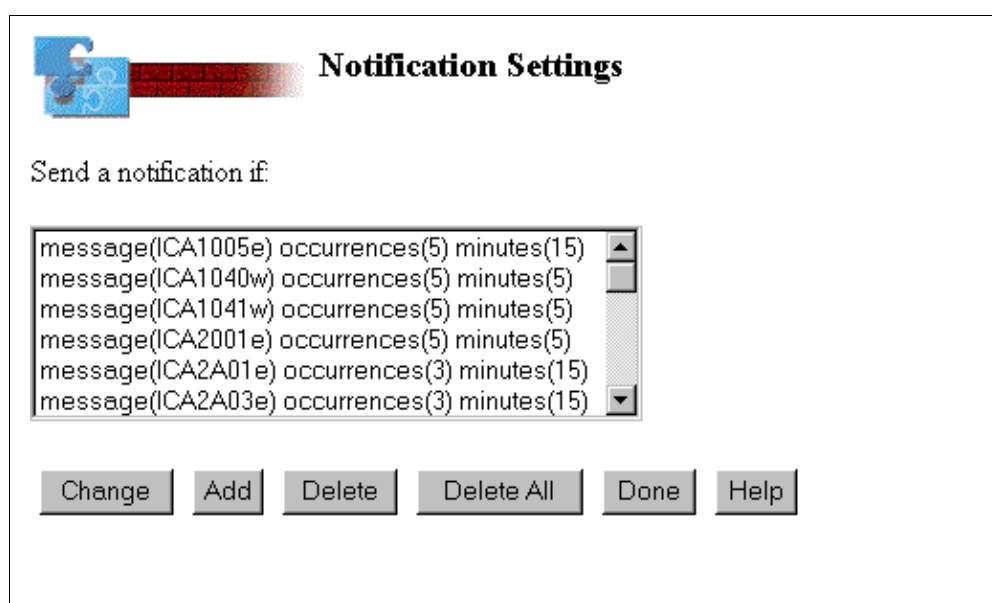 Notification Settings
Send a notification if:
message(ICA1005e) occurrences(5) minutes(15)
message(ICA1040w) occurrences(5) minutes(5)
message(ICA1041w) occurrences(5) minutes(5)
message(ICA2001e) occurrences(5) minutes(5)
message(ICA2A01e) occurrences(3) minutes(15)
message(ICA2A03e) occurrences(3) minutes(15)
Change Add Delete Delete All Done Help